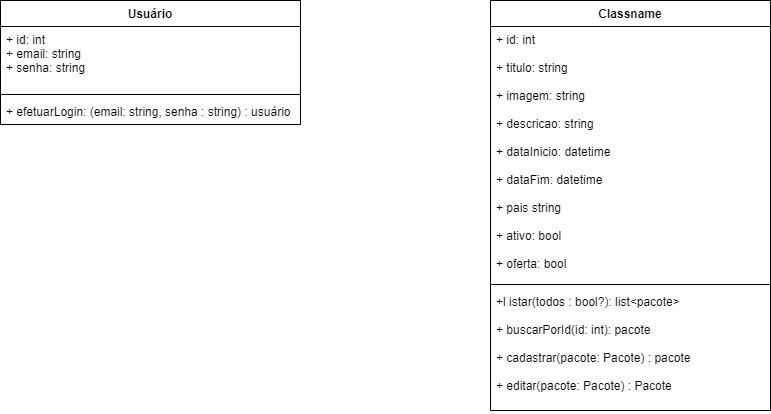 Usuário
+ id: int
+ email: string
+ senha: string
+ efetuarLogin: (email: string, senha : string) : usuário
Classname
+ id: int
+ titulo: string
+ imagem: string
+ descricao: string
+ dataInicio: datetime
+ dataFim: datetime
+ pais string
+ ativo: bool
+ oferta: bool
+l istar(todos : bool?): list<pacote>
+ buscarPorId(id: int): pacote
+ cadastrar(pacote: Pacote) : pacote
+ editar(pacote: Pacote) : Pacote